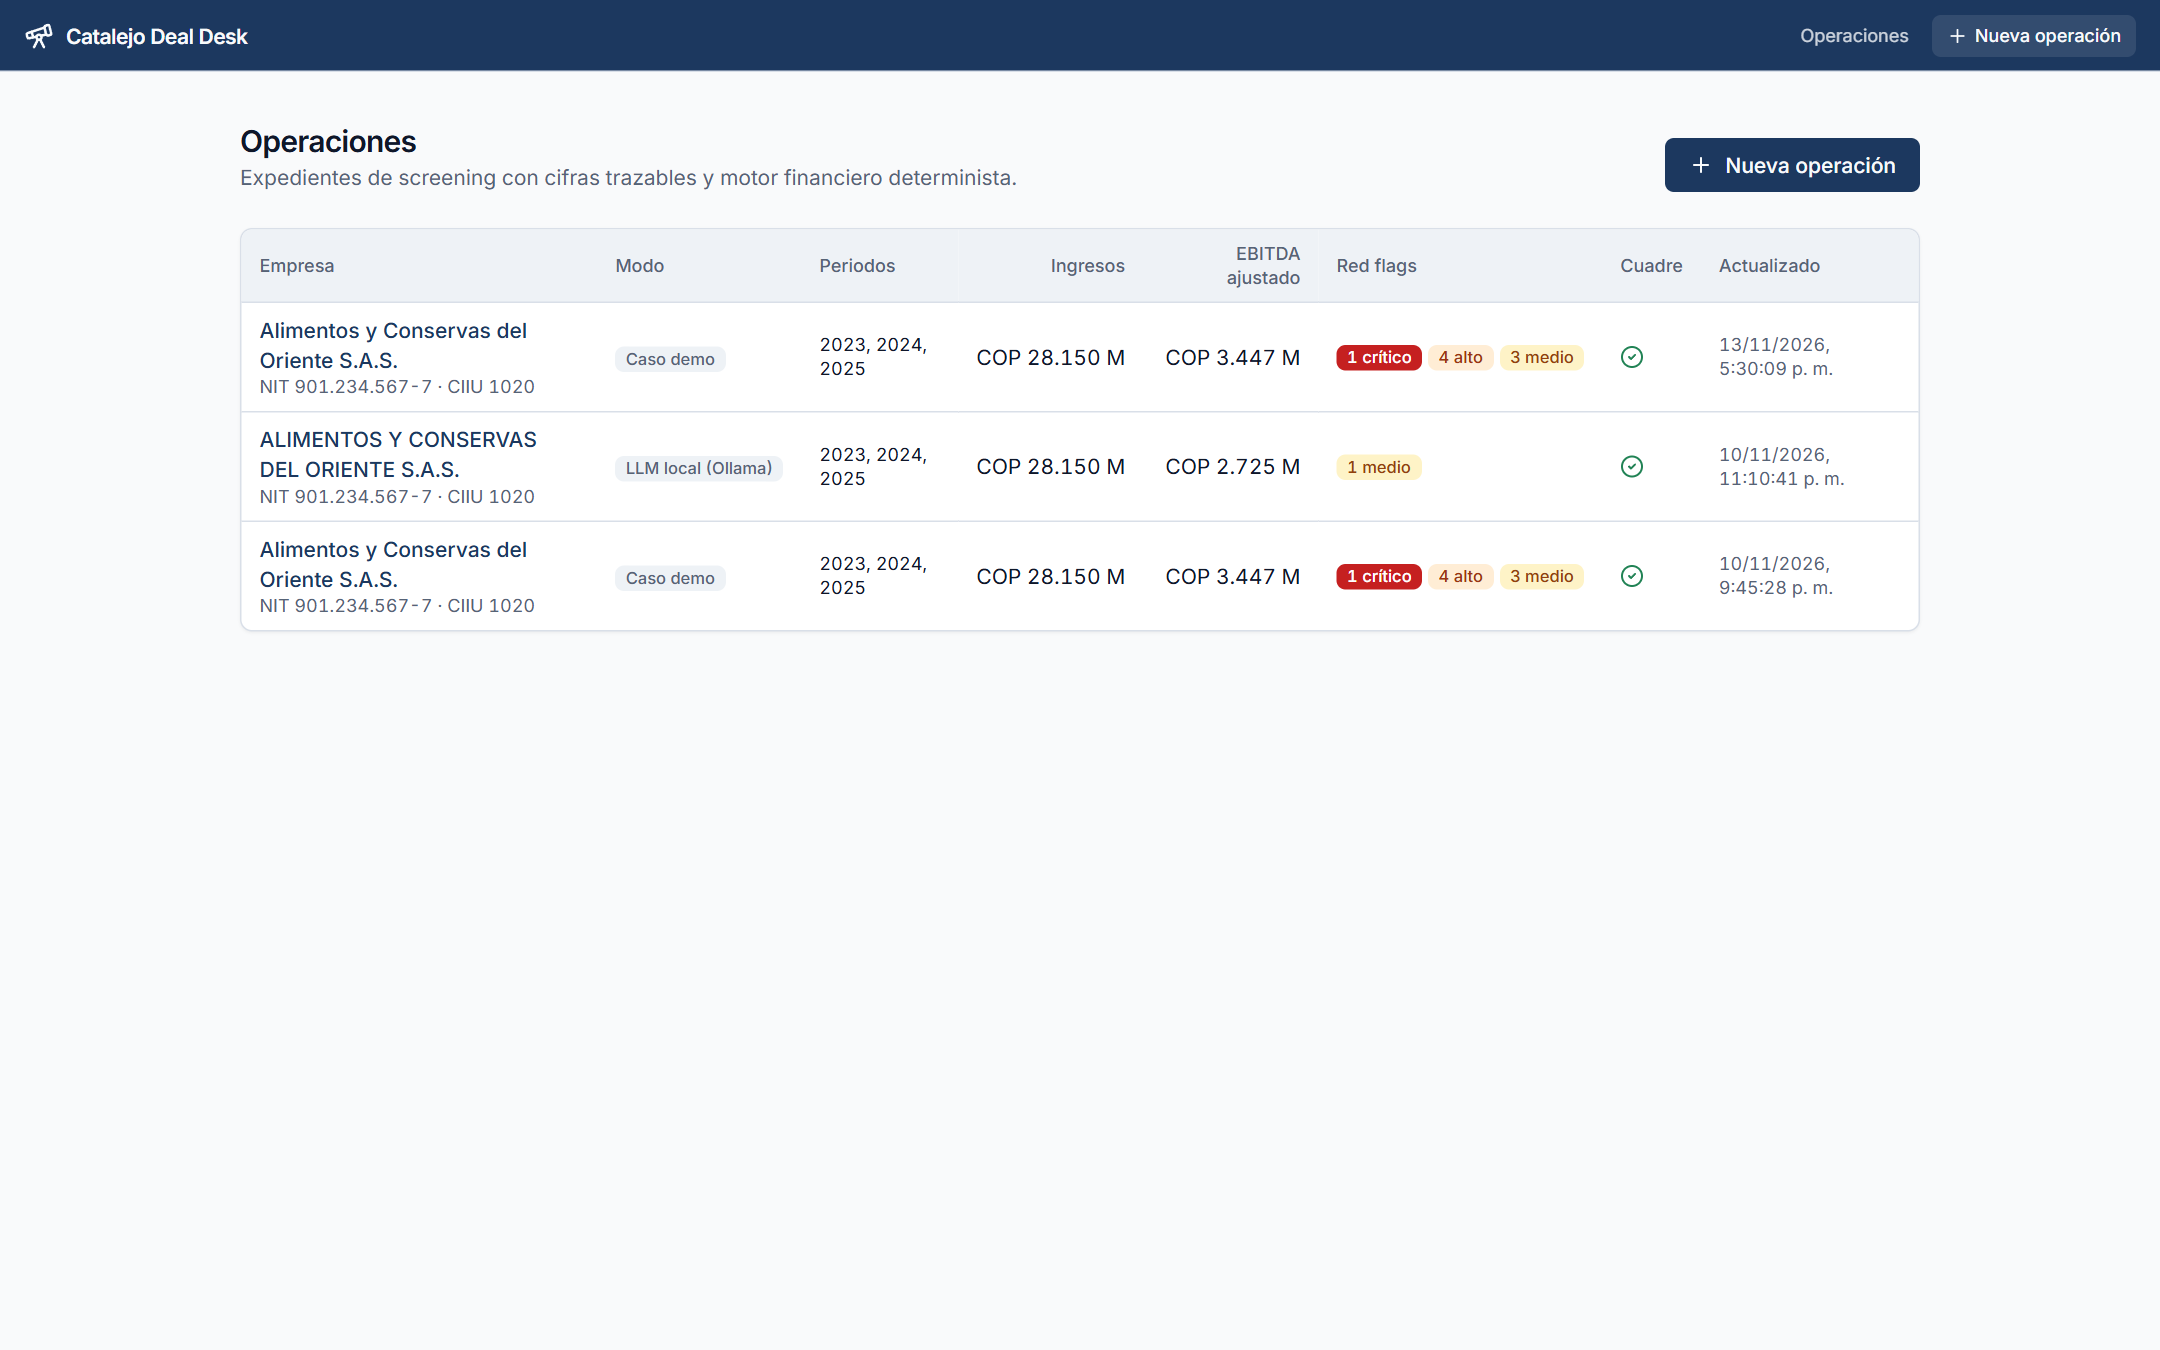 Catalejo Deal Desk
Operaciones
+ Nueva operación
Operaciones
Expedientes de screening con cifras trazables y motor financiero determinista.
+ Nueva operación
Empresa Modo Periodos Ingresos EBITDA ajustado Red flags Cuadre Actualizado
Alimentos y Conservas del
Oriente S.A.S.
NIT 901.234.567-7 · CIIU 1020
Caso demo
2023, 2024,
2025
COP 28.150 M
COP 3.447 M
1 crítico 4 alto 3 medio
13/11/2026,
5:30:09 p. m.
ALIMENTOS Y CONSERVAS
DEL ORIENTE S.A.S.
NIT 901.234.567-7 · CIIU 1020
LLM local (Ollama)
2023, 2024,
2025
COP 28.150 M
COP 2.725 M
1 medio
10/11/2026,
11:10:41 p. m.
Alimentos y Conservas del
Oriente S.A.S.
NIT 901.234.567-7 · CIIU 1020
Caso demo
2023, 2024,
2025
COP 28.150 M
COP 3.447 M
1 crítico 4 alto 3 medio
10/11/2026,
9:45:28 p. m.